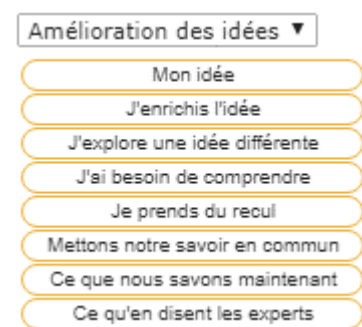 Amélioration des idées ▼
Mon idée
J'enrichis l'idée
J'explore une idée différente
J'ai besoin de comprendre
Je prends du recul
Mettons notre savoir en commun
Ce que nous savons maintenant
Ce qu'en disent les experts